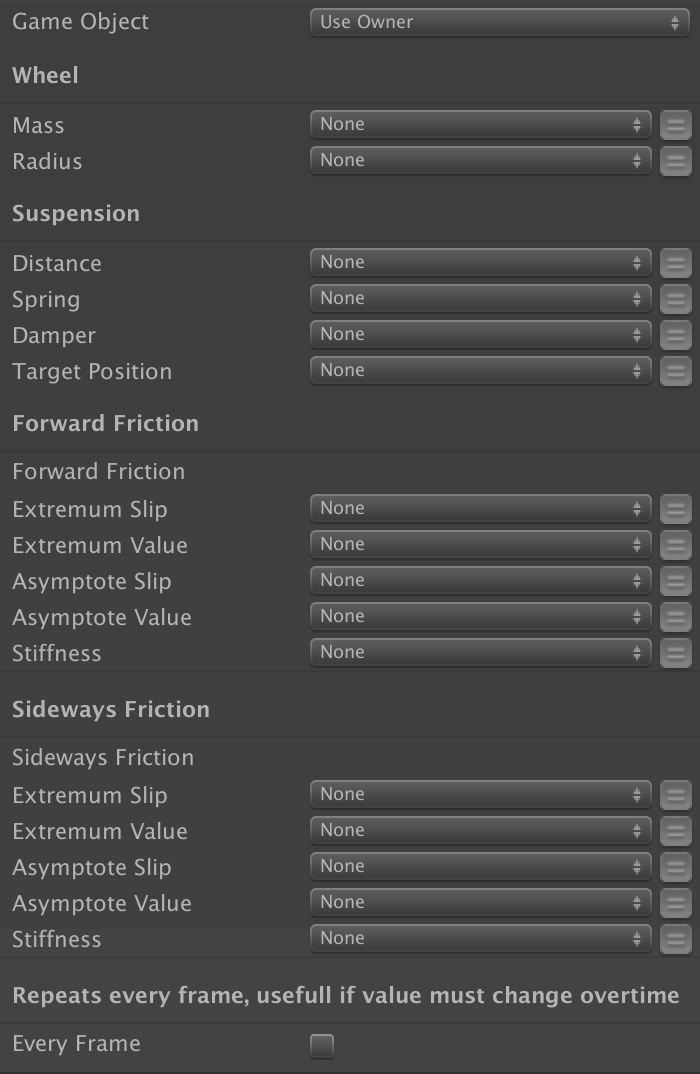 Game Object Use Owner
Wheel
Mass None
Radius None
Suspension
Distance None
Spring None
Damper None
Target Position None
Forward Friction
Forward Friction
Extremum Slip None
Extremum Value None
Asymptote Slip None
Asymptote Value None
Stiffness None
Sideways Friction
Sideways Friction
Extremum Slip None
Extremum Value None
Asymptote Slip None
Asymptote Value None
Stiffness None
Repeats every frame, usefull if value must change overtime
Every Frame